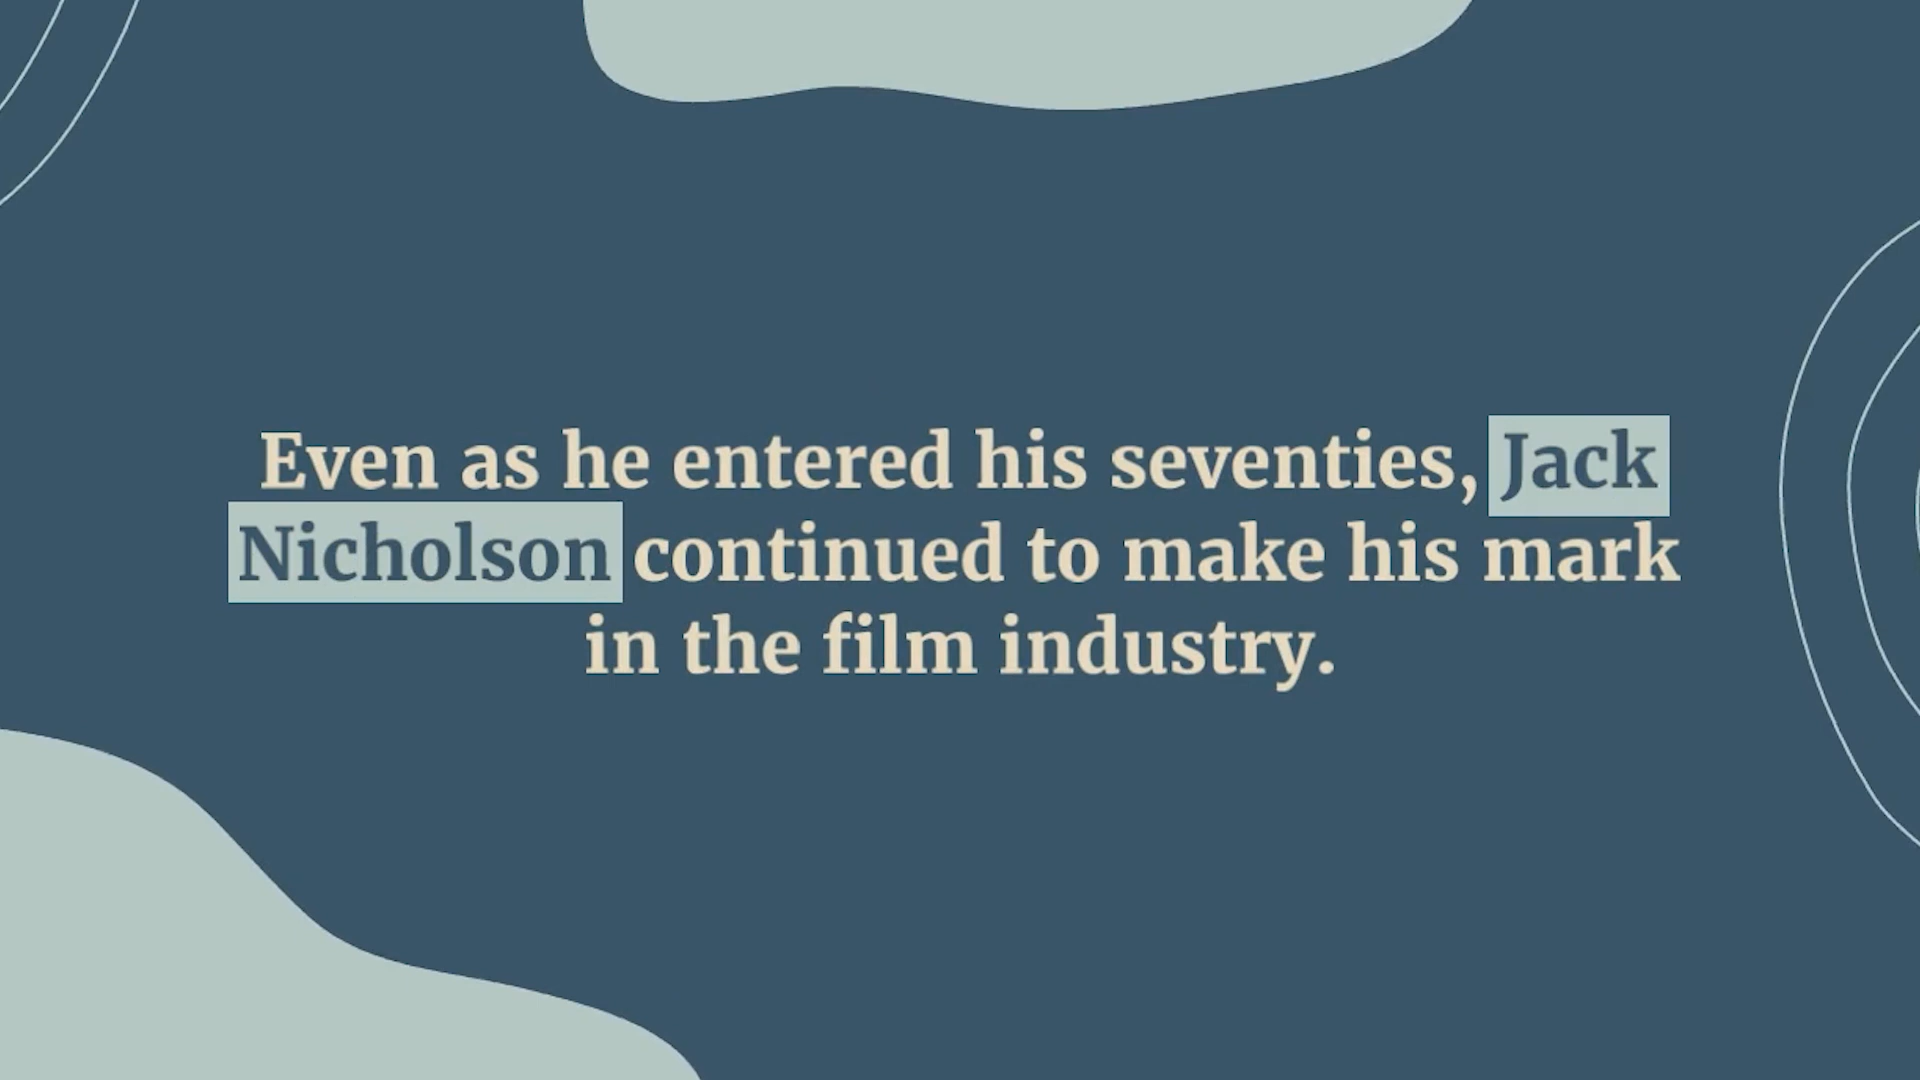 Even as he entered his seventies, Jack
Nicholson continued to make his mark
in the film industry.